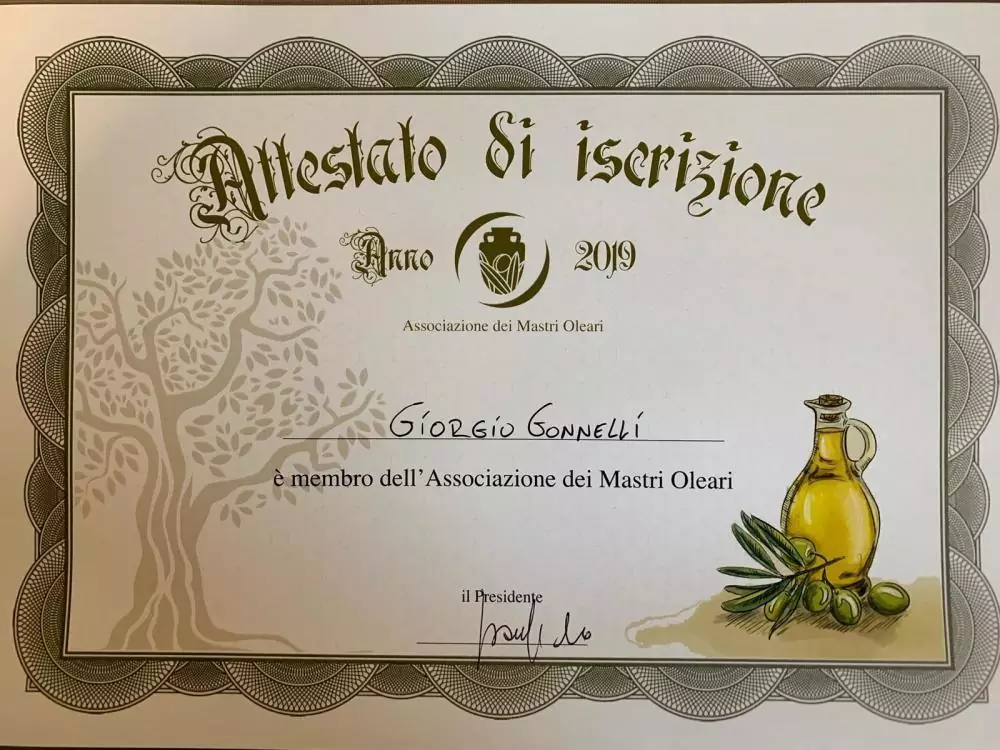 Attestato di iscrizione
Anno 2019
Associazione dei Mastri Oleari
GIORGIO GONNELLI
è membro dell'Associazione dei Mastri Oleari
il Presidente